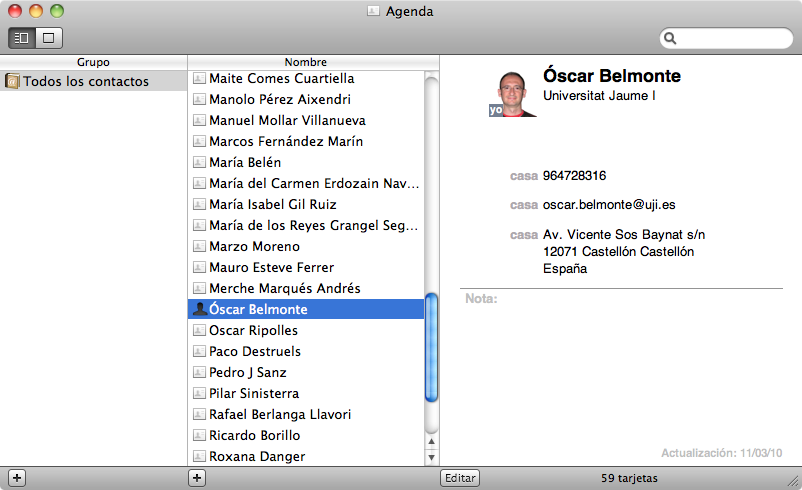 Agenda
Grupo
Nombre
Todos los contactos
Maite Comes Cuartiella
Manolo Pérez Aixendri
Manuel Mollar Villanueva
Marcos Fernández Marín
María Belén
María del Carmen Erdozain Nav...
María Isabel Gil Ruiz
María de los Reyes Grangel Seg...
Marzo Moreno
Mauro Esteve Ferrer
Merche Marqués Andrés
Óscar Belmonte
Oscar Ripolles
Paco Destruels
Pedro J Sanz
Pilar Sinisterra
Rafael Berlanga Llavori
Ricardo Borillo
Roxana Danger
yo
Óscar Belmonte
Universitat Jaume I
casa 964728316
casa oscar.belmonte@uji.es
casa Av. Vicente Sos Baynat s/n
12071 Castellón Castellón
España
Nota:
Actualización: 11/03/10
Editar
59 tarjetas